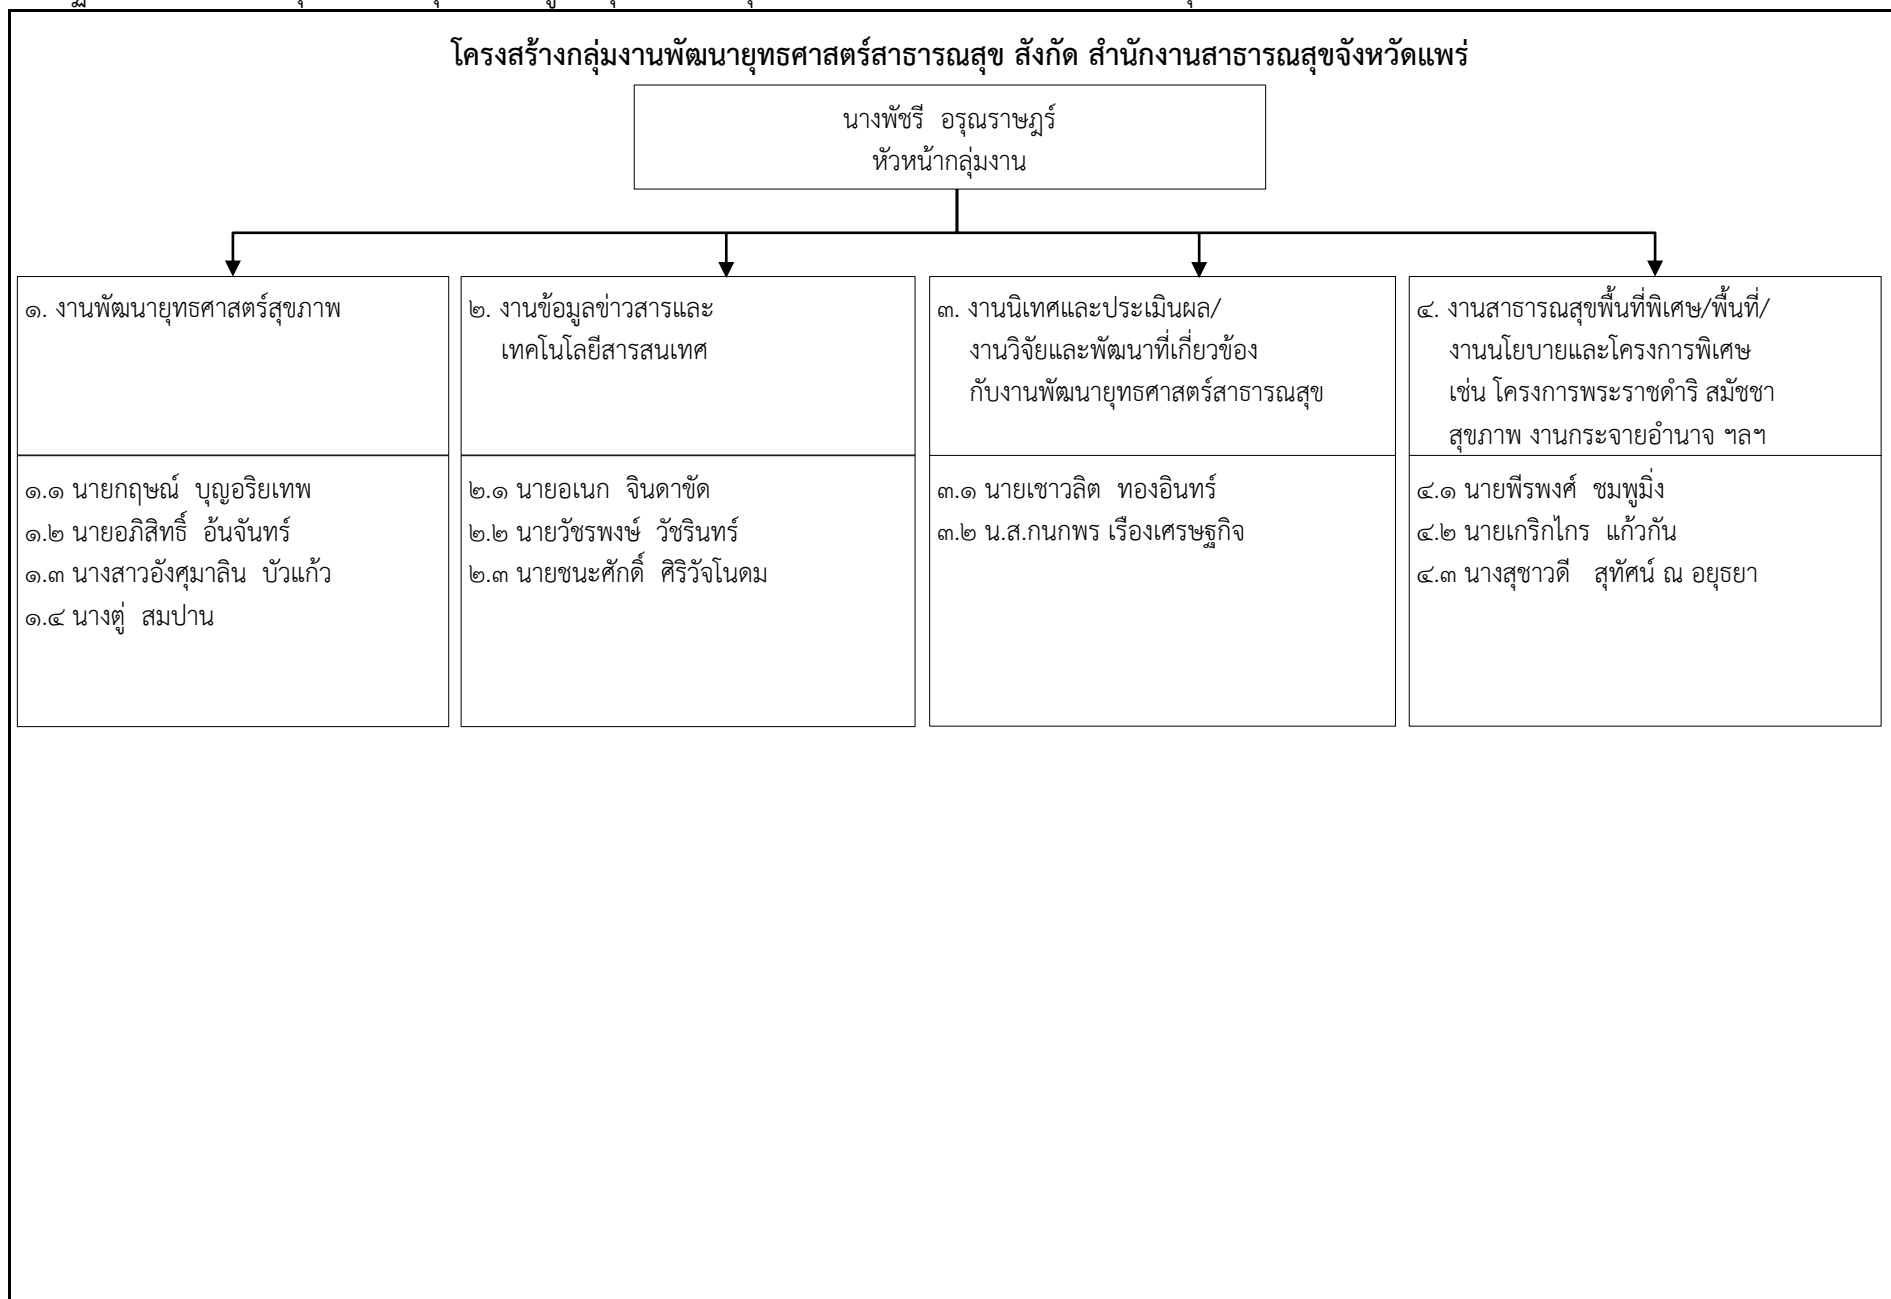 โครงสร้างกลุ่มงานพัฒนายุทธศาสตร์สาธารณสุข สังกัด สำนักงานสาธารณสุขจังหวัดแพร่
นางพัชรี อรุณราษฎร์
หัวหน้ากลุ่มงาน
๑. งานพัฒนายุทธศาสตร์สุขภาพ
๑.๑ นายกฤษณ์ บุญอริยเทพ
๑.๒ นายอภิสิทธิ์ อ้นจันทร์
๑.๓ นางสาวอังศุมาลิน บัวแก้ว
๑.๔ นางตู่ สมปาน
๒. งานข้อมูลข่าวสารและ
เทคโนโลยีสารสนเทศ
๒.๑ นายอเนก จินดาขัด
๒.๒ นายวัชรพงษ์ วัชรินทร์
๒.๓ นายชนะศักดิ์ ศิริวัจโนดม
๓. งานนิเทศและประเมินผล/
งานวิจัยและพัฒนาที่เกี่ยวข้อง
กับงานพัฒนายุทธศาสตร์สาธารณสุข
๓.๑ นายเชาวลิต ทองอินทร์
๓.๒ น.ส.กนกพร เรืองเศรษฐกิจ
๔. งานสาธารณสุขพื้นที่พิเศษ/พื้นที่/
งานนโยบายและโครงการพิเศษ
เช่น โครงการพระราชดำริ สมัชชา
สุขภาพ งานกระจายอำนาจ ฯลฯ
๔.๑ นายพีรพงศ์ ชมพูมิ่ง
๔.๒ นายเกริกไกร แก้วกัน
๔.๓ นางสุชาวดี สุทัศน์ ณ อยุธยา